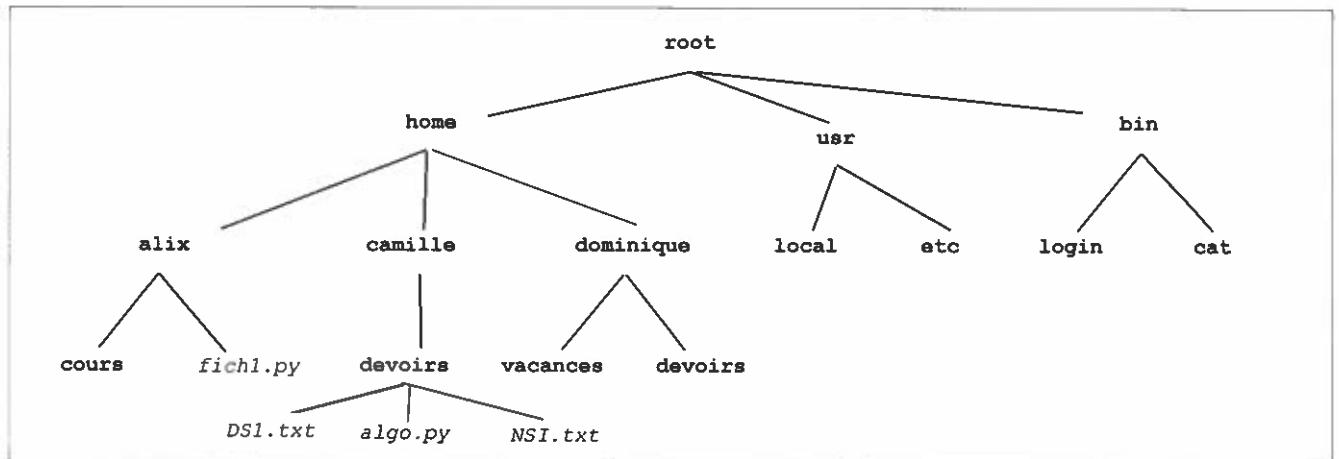 root
home usr bin
alix camille dominique local etc login cat
cours fich1.py devoirs vacances devoirs
DS1.txt algo.py NSI.txt